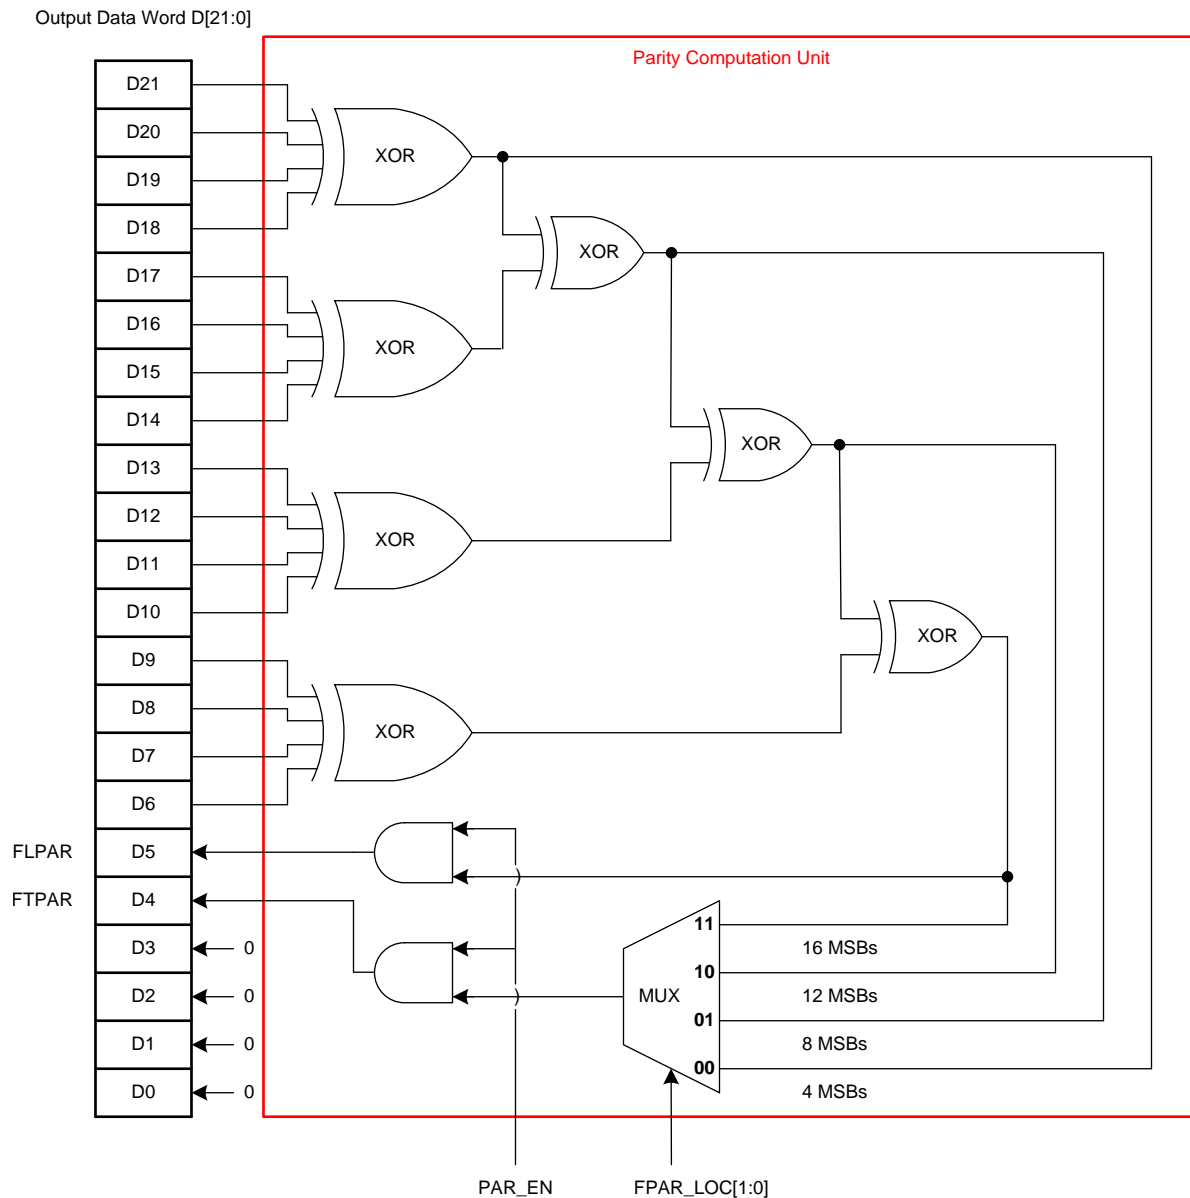 Output Data Word D[21:0]
Parity Computation Unit
D21
D20
XOR
D19
D18
D17
XOR
D16
XOR
D15
D14
D13
XOR
D12
XOR
D11
D10
D9
XOR
D8
XOR
D7
D6
FLPAR D5
FTPAR D4
11
D3 0
16 MSBs
10
D2 0
MUX
12 MSBs
01
D1 0
8 MSBs
00
D0 0
4 MSBs
PAR_EN
FPAR_LOC[1:0]